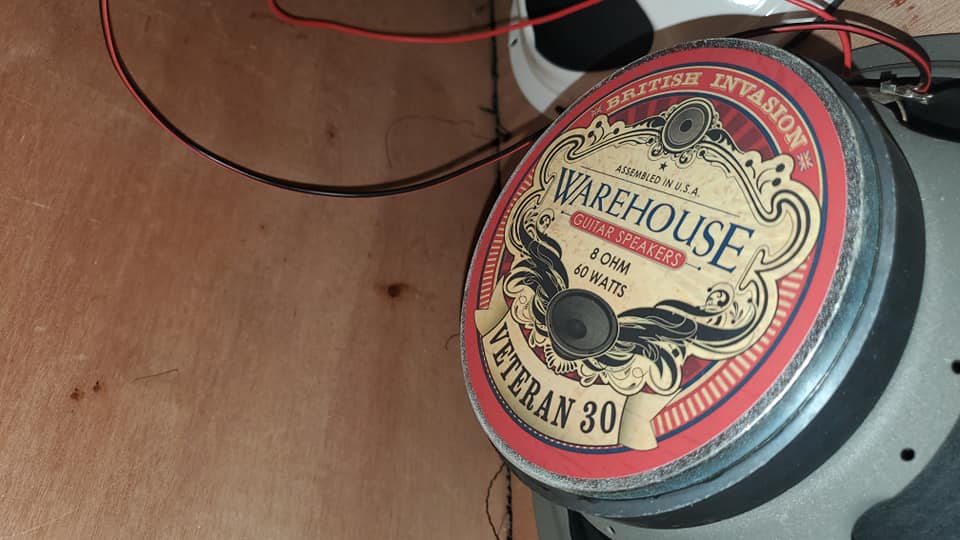 BRITISH INVASION
ASSEMBLED IN U.S.A.
WAREHOUSE
GUITAR SPEAKERS
8 OHM
60 WATTS
VETERAN 30